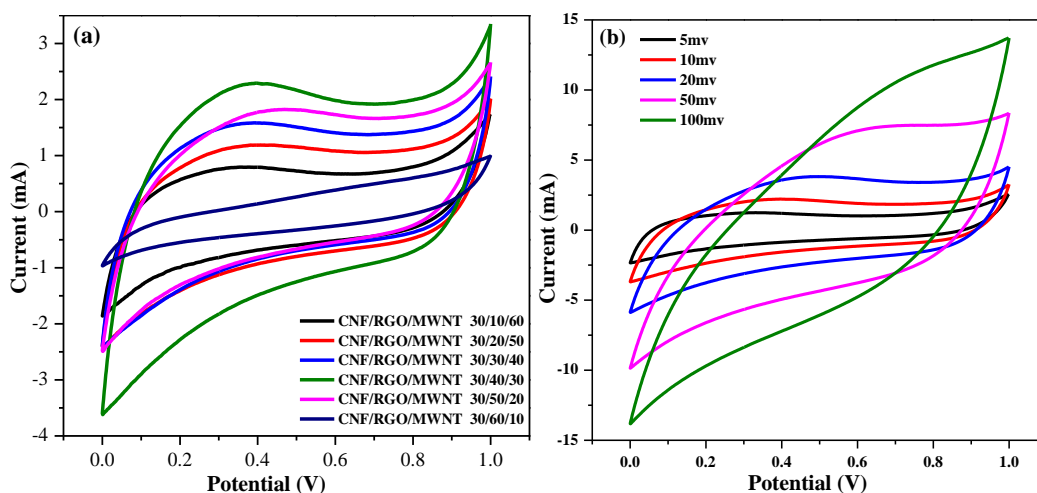 (a)
3
2
1
0
-1
-2
-3
-4
Current (mA)
0.0 0.2 0.4 0.6 0.8 1.0
Potential (V)
CNF/RGO/MWNT 30/10/60
CNF/RGO/MWNT 30/20/50
CNF/RGO/MWNT 30/30/40
CNF/RGO/MWNT 30/40/30
CNF/RGO/MWNT 30/50/20
CNF/RGO/MWNT 30/60/10
(b)
5mv
10mv
20mv
50mv
100mv
15
10
5
0
-5
-10
-15
Current (mA)
0.0 0.2 0.4 0.6 0.8 1.0
Potential (V)